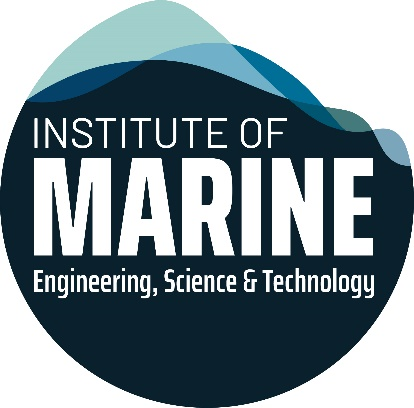 INSTITUTE OF
MARINE
Engineering, Science & Technology